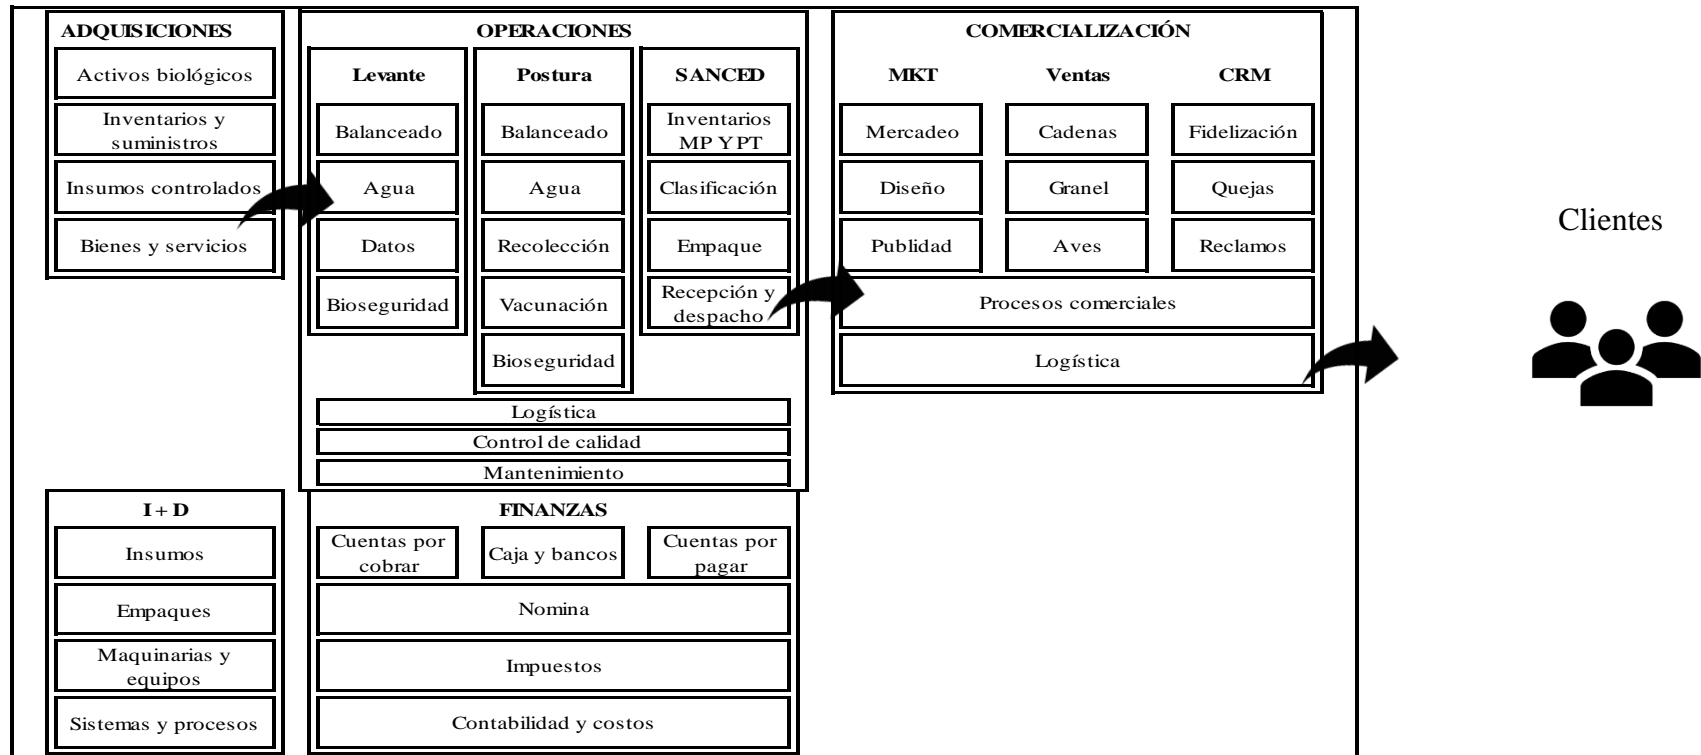 ADQUISICIONES
Activos biológicos
Inventarios y
suministros
Insumos controlados
Bienes y servicios
OPERACIONES
Levante
Balanceado
Agua
Datos
Bioseguridad
Postura
Balanceado
Agua
Recolección
Vacunación
Bioseguridad
SANCED
Inventarios
MP Y PT
Clasificación
Empaque
Recepción y
despacho
Logística
Control de calidad
Mantenimiento
COMERCIALIZACIÓN
MKT
Mercadeo
Diseño
Publidad
Ventas
Cadenas
Granel
Aves
CRM
Fidelización
Quejas
Reclamos
Procesos comerciales
Logística
Clientes
I + D
Insumos
Empaques
Maquinarias y
equipos
Sistemas y procesos
FINANZAS
Cuentas por
cobrar
Caja y bancos
Cuentas por
pagar
Nomina
Impuestos
Contabilidad y costos